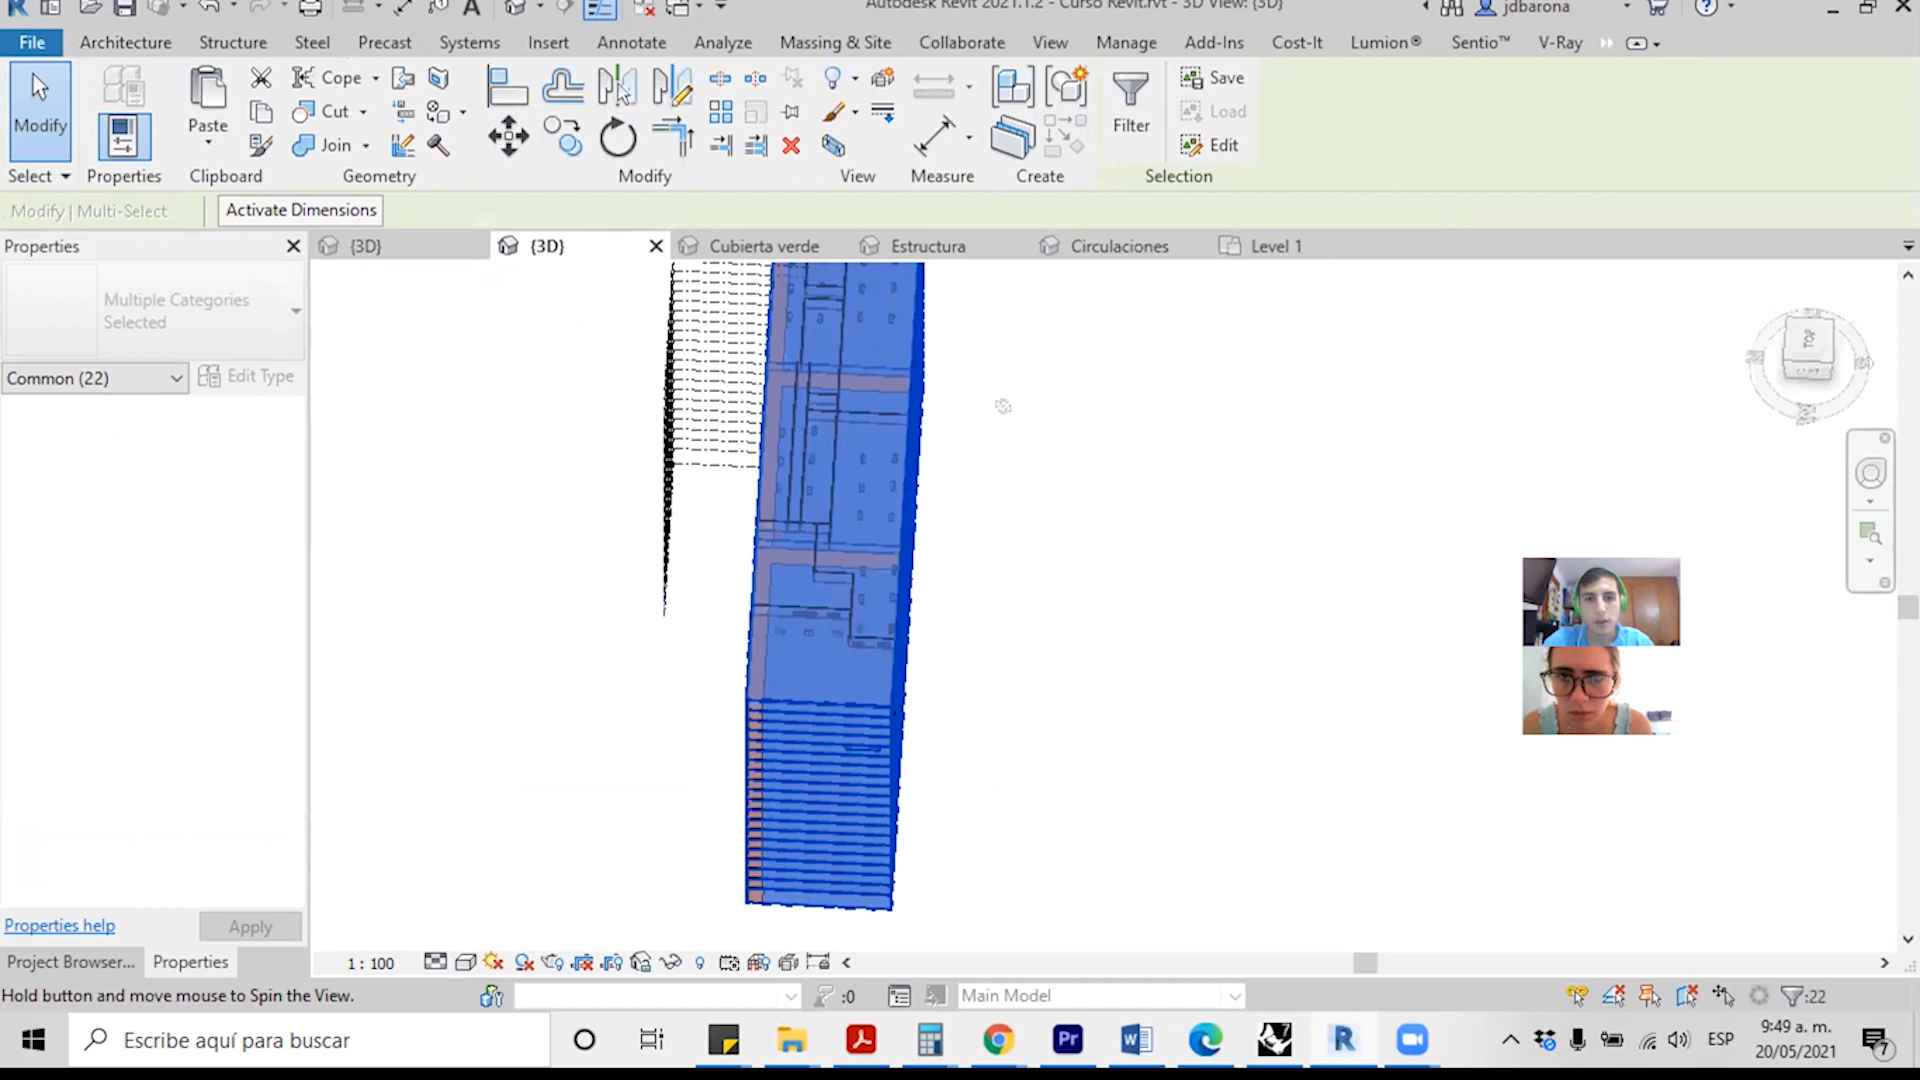 Autodesk Revit 2021.1.2 - Curso Revit.rvt - 3D View: {3D}
jdbarona
File Architecture Structure Steel Precast Systems Insert Annotate Analyze Massing & Site Collaborate View Manage Add-Ins Cost-It Lumion® Sentio™ V-Ray
Modify
Paste
Cope
Cut
Join
Filter
Save
Load
Edit
Select Properties Clipboard Geometry Modify View Measure Create Selection
Modify | Multi-Select
Activate Dimensions
Properties
{3D}
{3D}
Cubierta verde
Estructura
Circulaciones
Level 1
Multiple Categories
Selected
Common (22)
Edit Type
TOP
Properties help
Apply
Project Browser...
Properties
1 : 100
Hold button and move mouse to Spin the View.
:0
Main Model
:22
Escribe aquí para buscar
ESP
9:49 a. m.
20/05/2021
7